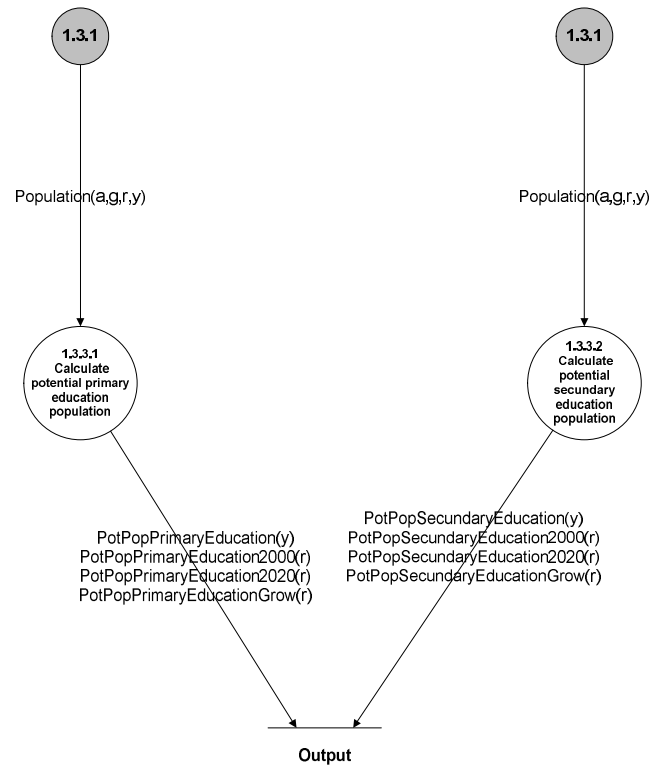 1.3.1
1.3.1
Population(a,g,r,y)
Population(a,g,r,y)
1.3.3.1
Calculate
potential primary
education
population
1.3.3.2
Calculate
potential
secundary
education
population
PotPopPrimaryEducation(y)
PotPopPrimaryEducation2000(r)
PotPopPrimaryEducation2020(r)
PotPopPrimaryEducationGrow(r)
PotPopSecundaryEducation(y)
PotPopSecundaryEducation2000(r)
PotPopSecundaryEducation2020(r)
PotPopSecundaryEducationGrow(r)
Output